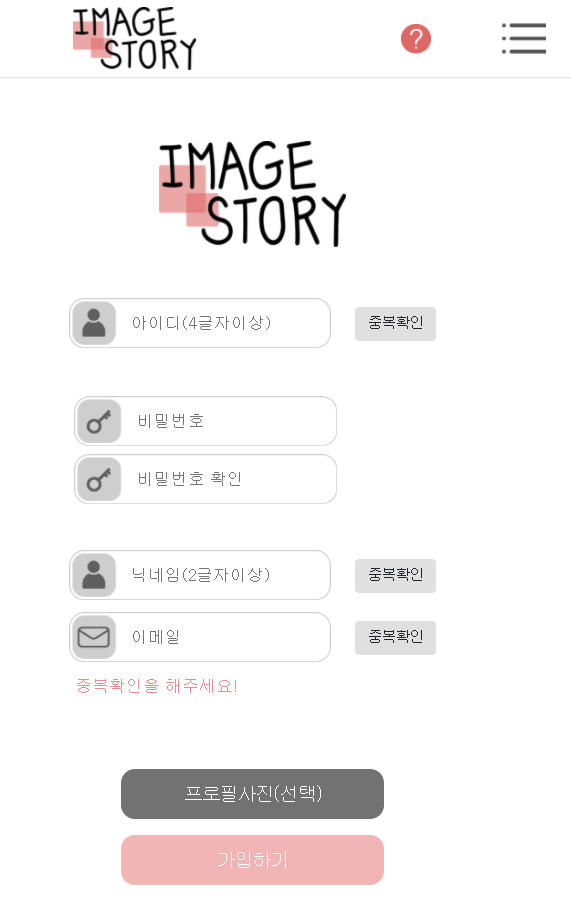 IMAGE
STORY
?
IMAGE
STORY
아이디(4글자이상)
중복확인
비밀번호
비밀번호 확인
닉네임(2글자이상)
중복확인
이메일
중복확인
중복확인을 해주세요!
프로필사진(선택)
가입하기